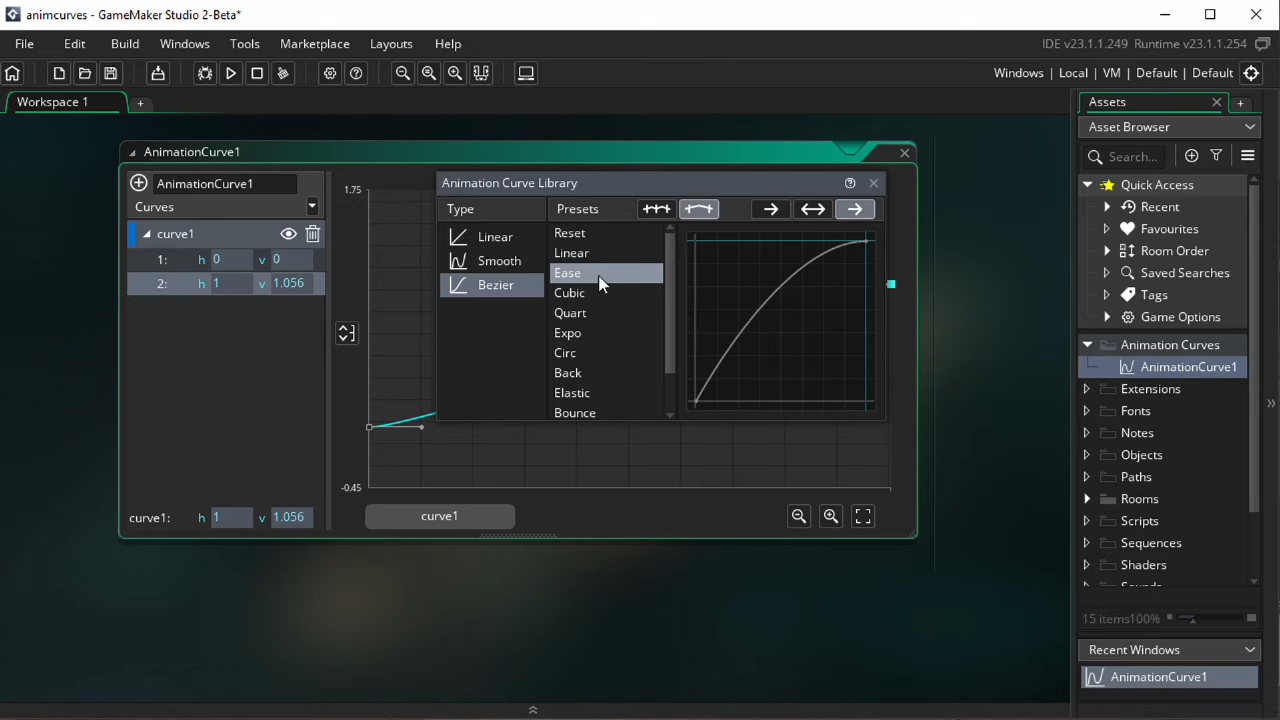 animcurves - GameMaker Studio 2-Beta*
File Edit Build Windows Tools Marketplace Layouts Help
IDE v23.1.1.249 Runtime v23.1.1.254
Windows | Local | VM | Default | Default
Workspace 1
+
AnimationCurve1
AnimationCurve1
Curves
curve1
1: h 0 v 0
2: h 1 v 1.056
curve1: h 1 v 1.056
1.75
-0.45
curve1
Animation Curve Library
Type
Linear
Smooth
Bezier
Presets
Reset
Linear
Ease
Cubic
Quart
Expo
Circ
Back
Elastic
Bounce
Assets
+
Asset Browser
Search...
Quick Access
Recent
Favourites
Room Order
Saved Searches
Tags
Game Options
Animation Curves
AnimationCurve1
Extensions
Fonts
Notes
Objects
Paths
Rooms
Scripts
Sequences
Shaders
Sounds
15 items 100%
Recent Windows
AnimationCurve1